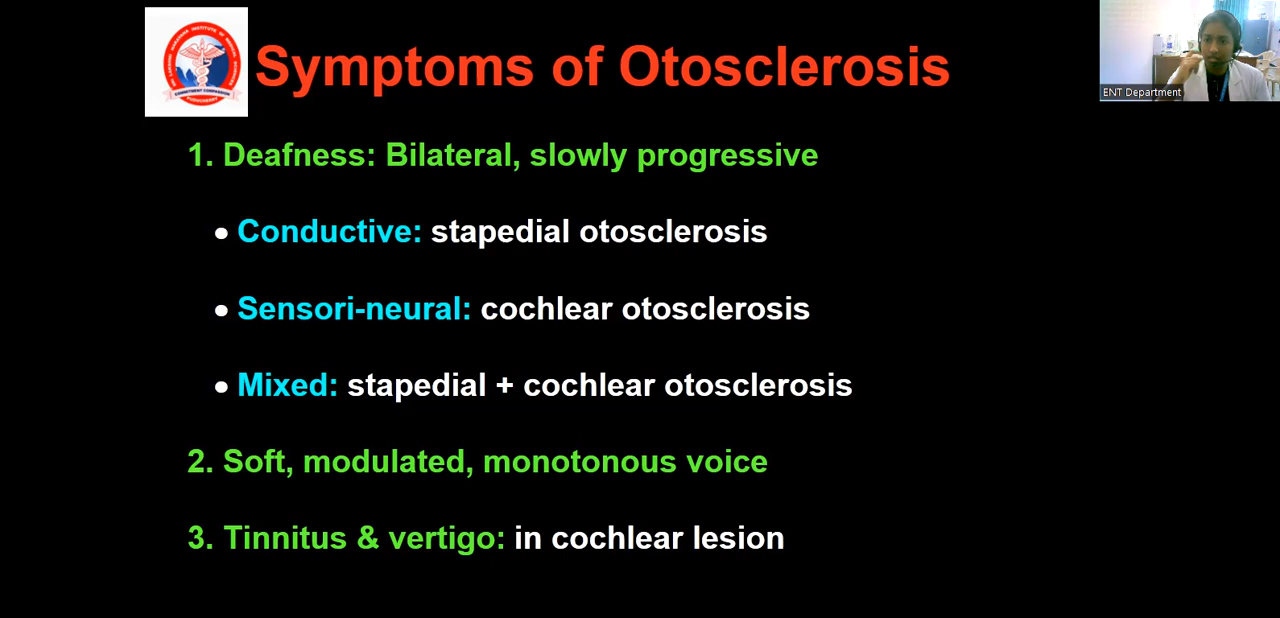 Symptoms of Otosclerosis
ENT Department
1. Deafness: Bilateral, slowly progressive
• Conductive: stapedial otosclerosis
• Sensori-neural: cochlear otosclerosis
• Mixed: stapedial + cochlear otosclerosis
2. Soft, modulated, monotonous voice
3. Tinnitus & vertigo: in cochlear lesion